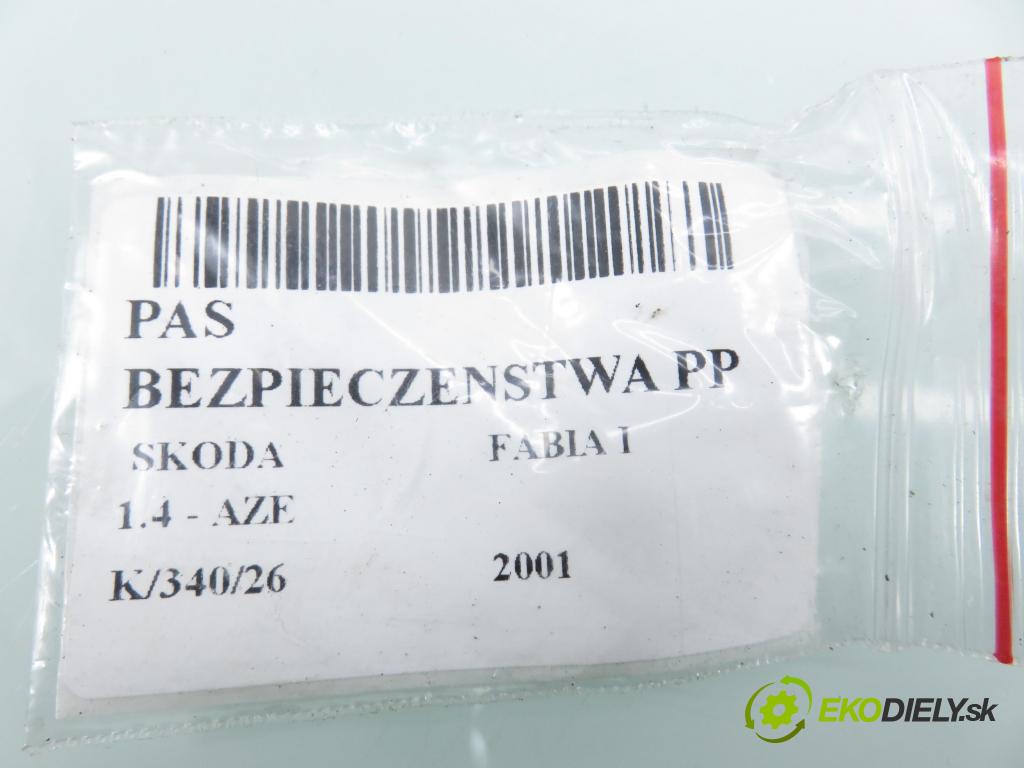 PAS
BEZPIECZENSTWA PP
SKODA FABIA I
1.4 - AZE
K/340/26 2001
EKODIELY.sk